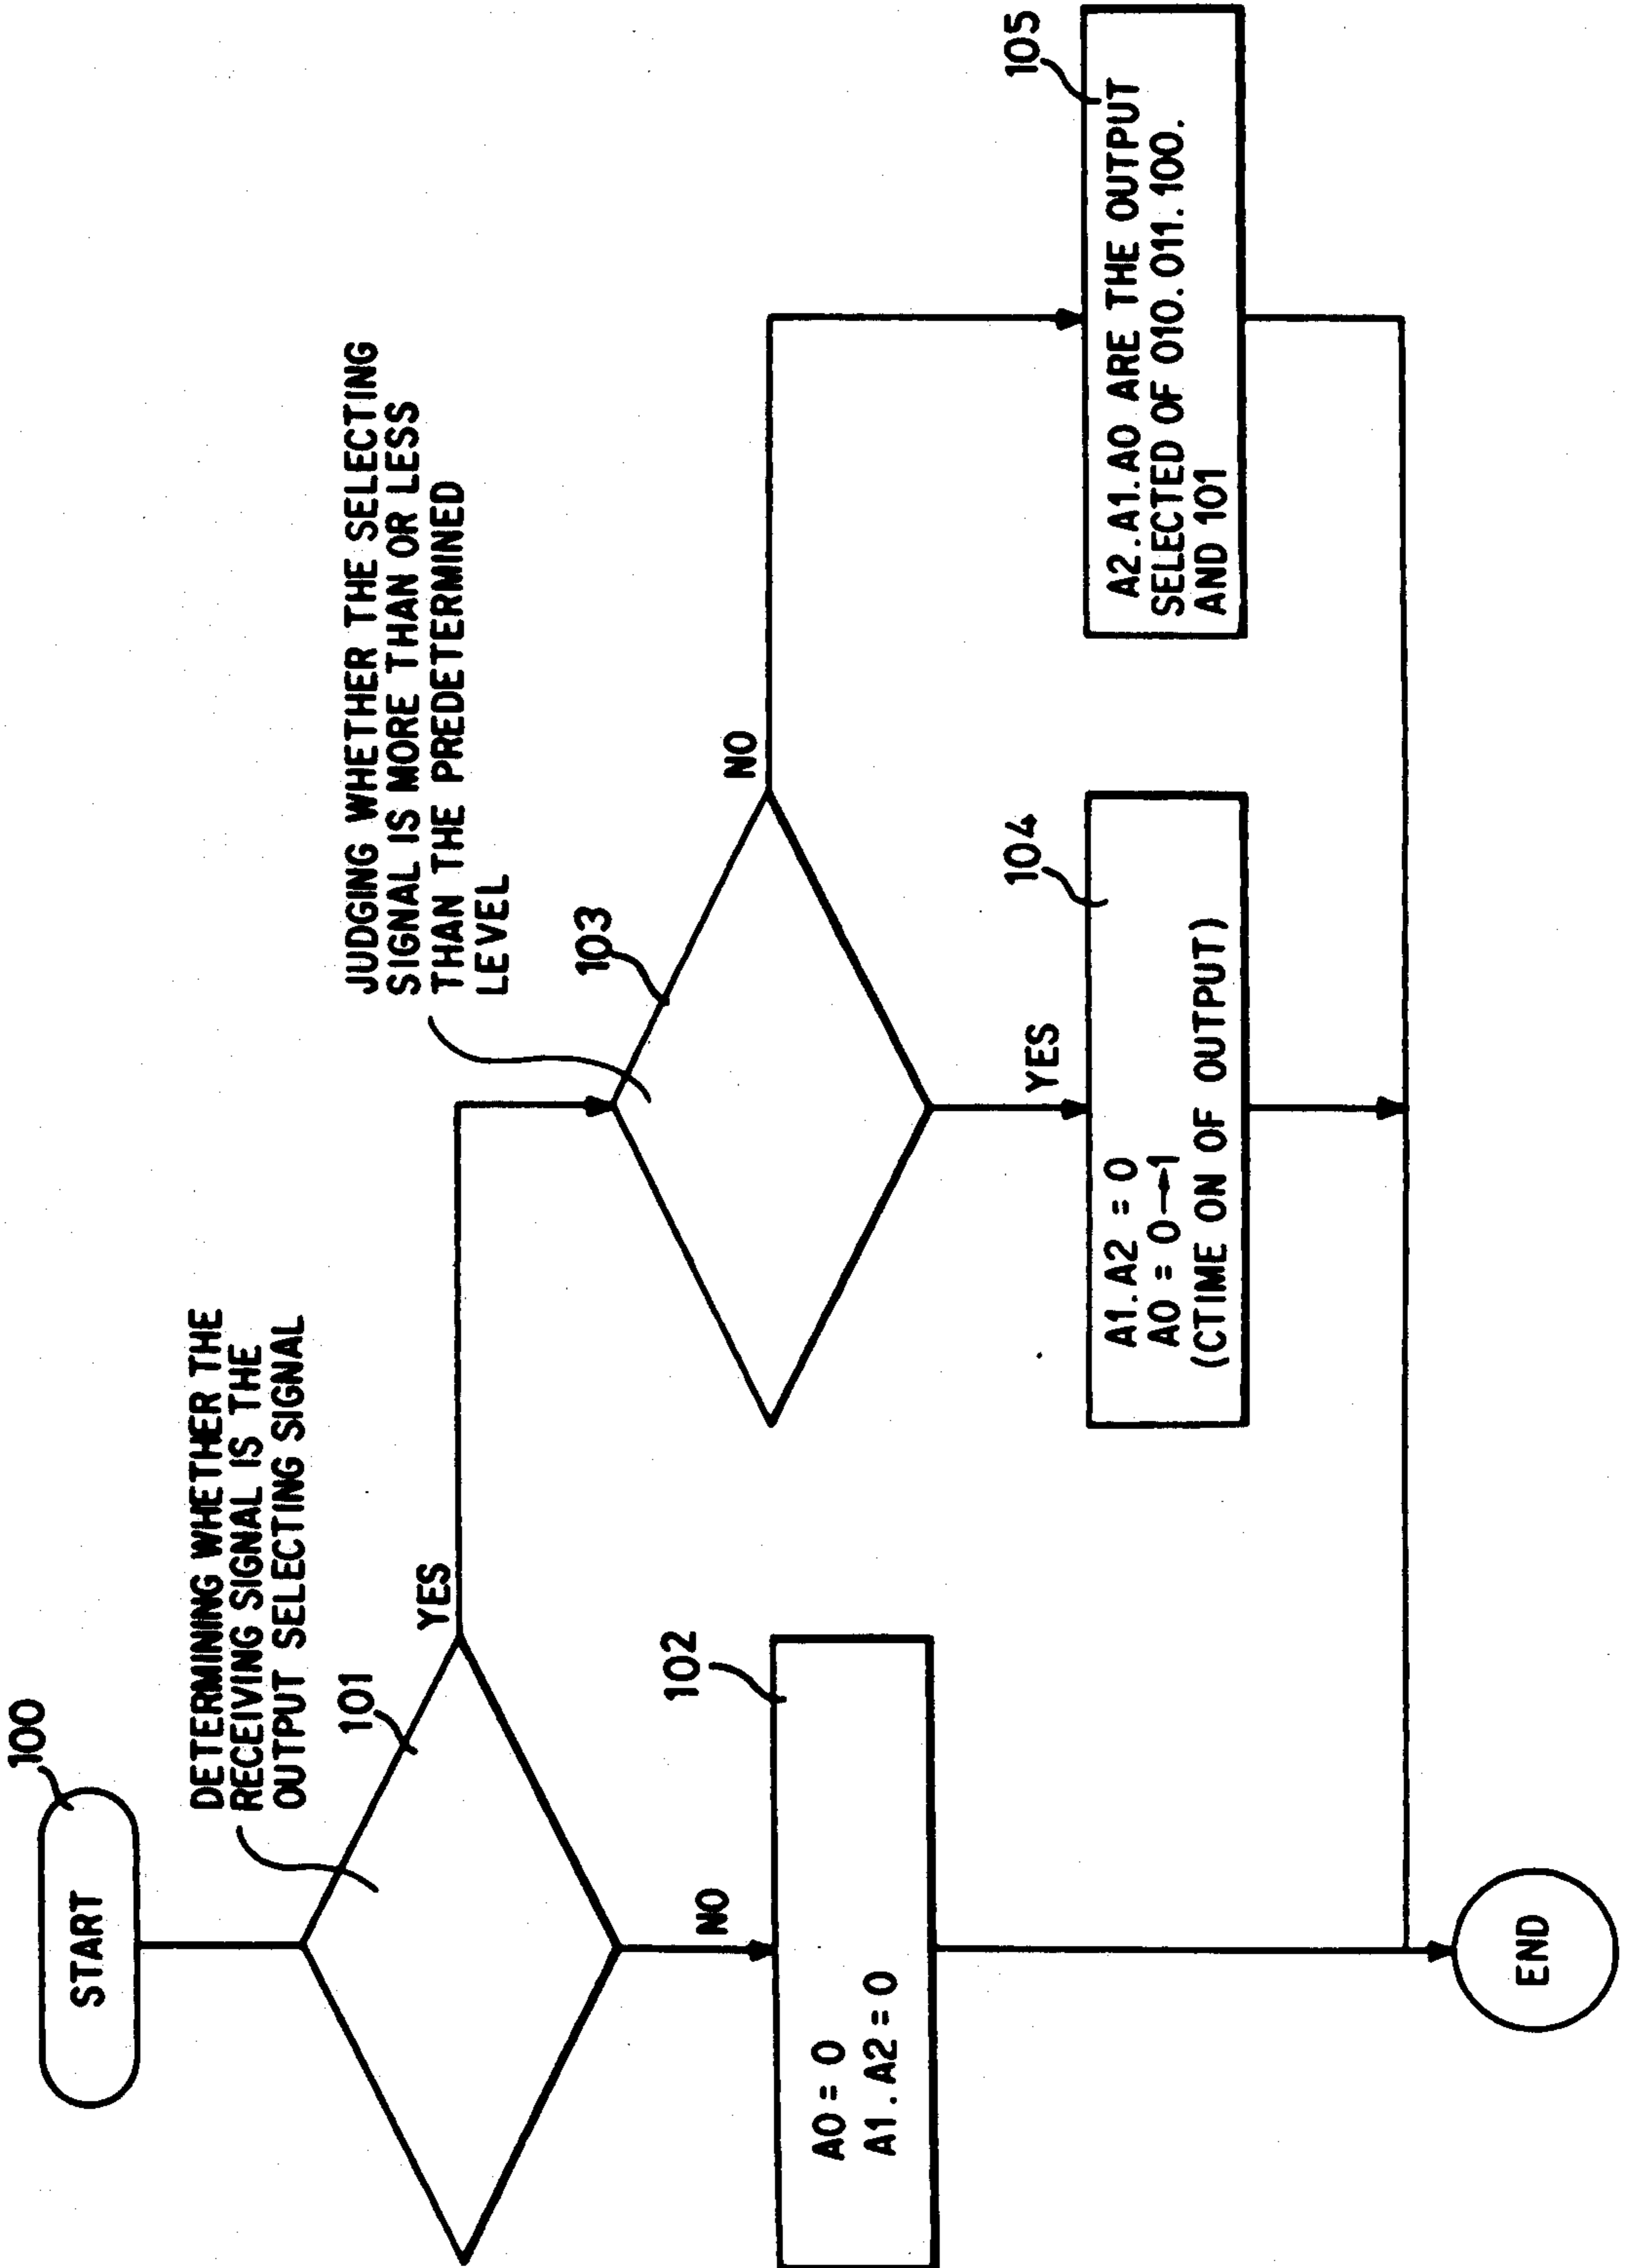 100
START
DETERMINING WHETHER THE
RECEIVING SIGNAL IS THE
OUTPUT SELECTING SIGNAL
101
YES
NO
102
A0 = 0
A1.A2 = 0
JUDGING WHETHER THE SELECTING
SIGNAL IS MORE THAN OR LESS
THAN THE PREDETERMINED
LEVEL
103
NO
YES
104
A1.A2 = 0
A0 = 0→1
(CTIME ON OF OUTPUT)
105
A2.A1.A0 ARE THE OUTPUT
SELECTED OF 010.011.100.
AND 101
END